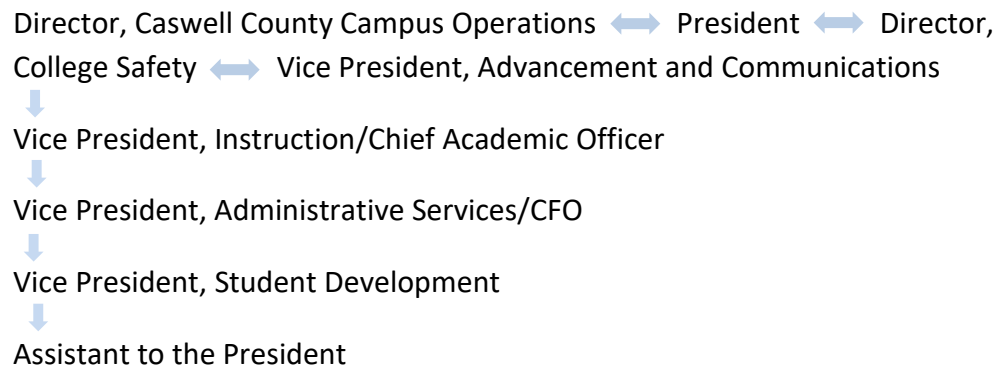 Director, Caswell County Campus Operations President Director,
College Safety Vice President, Advancement and Communications
Vice President, Instruction/Chief Academic Officer
Vice President, Administrative Services/CFO
Vice President, Student Development
Assistant to the President